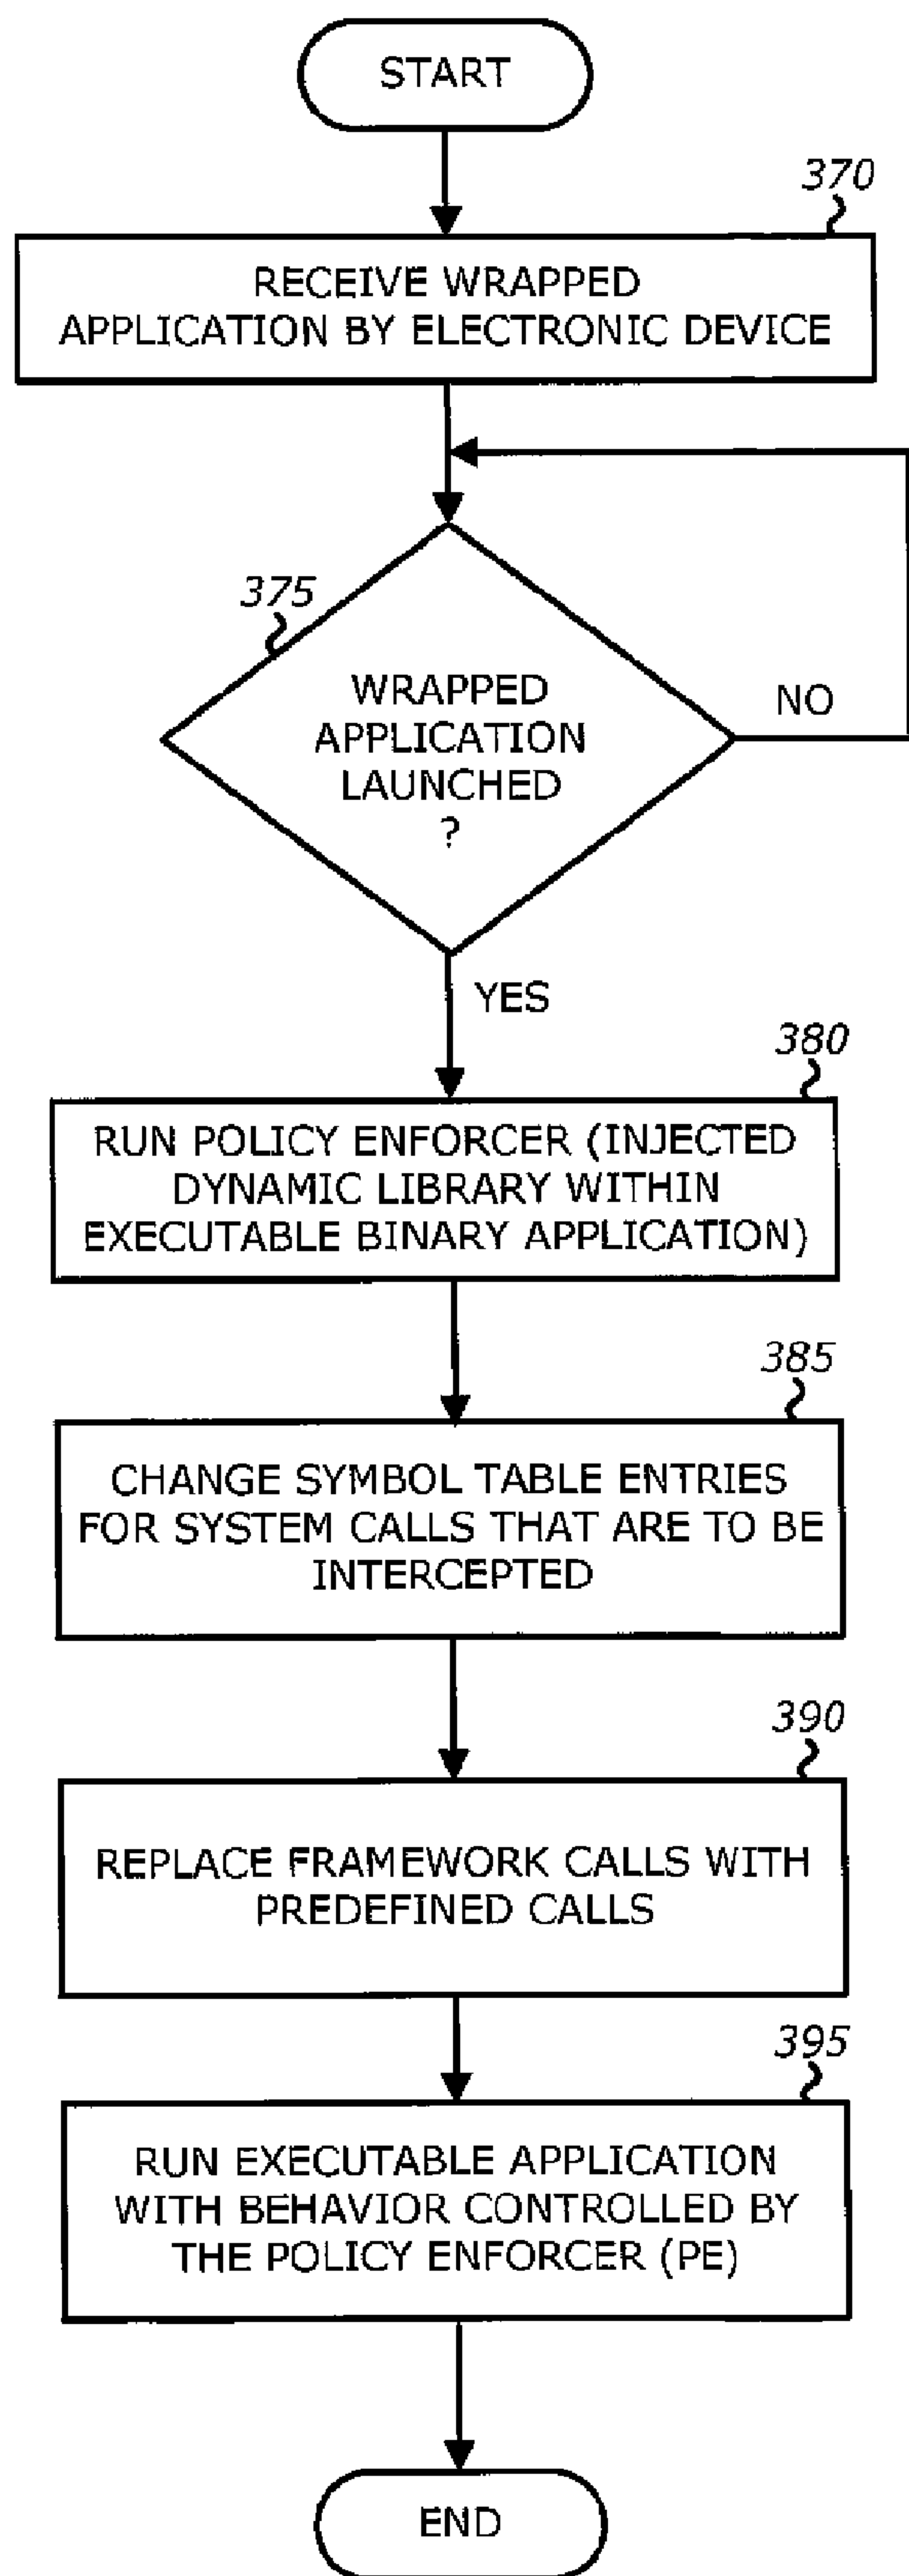 START
370
RECEIVE WRAPPED
APPLICATION BY ELECTRONIC DEVICE
375
WRAPPED
APPLICATION
LAUNCHED
?
NO
YES
380
RUN POLICY ENFORCER (INJECTED
DYNAMIC LIBRARY WITHIN
EXECUTABLE BINARY APPLICATION)
385
CHANGE SYMBOL TABLE ENTRIES
FOR SYSTEM CALLS THAT ARE TO BE
INTERCEPTED
390
REPLACE FRAMEWORK CALLS WITH
PREDEFINED CALLS
395
RUN EXECUTABLE APPLICATION
WITH BEHAVIOR CONTROLLED BY
THE POLICY ENFORCER (PE)
END